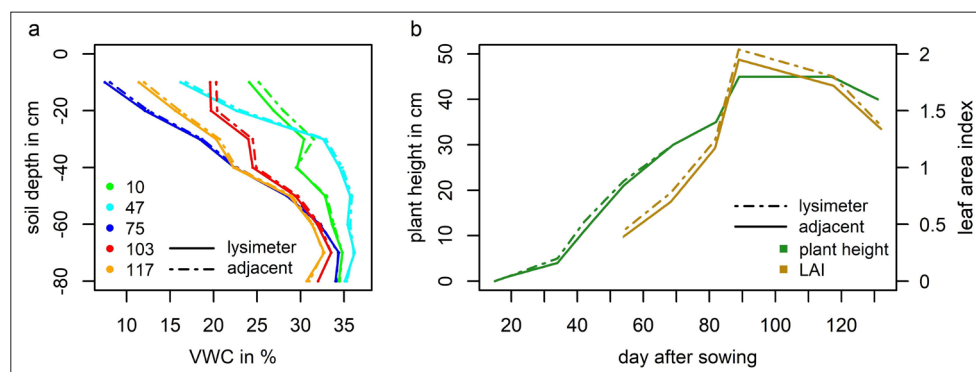 a
soil depth in cm
0
-20
-40
-60
-80
10
47
75
103
117
lysimeter
adjacent
10 15 20 25 30 35
VWC in %
b
plant height in cm
50
40
30
20
10
0
lysimeter
adjacent
plant height
LAI
20 40 60 80 100 120
day after sowing
2
1.5
1
0.5
0
leaf area index